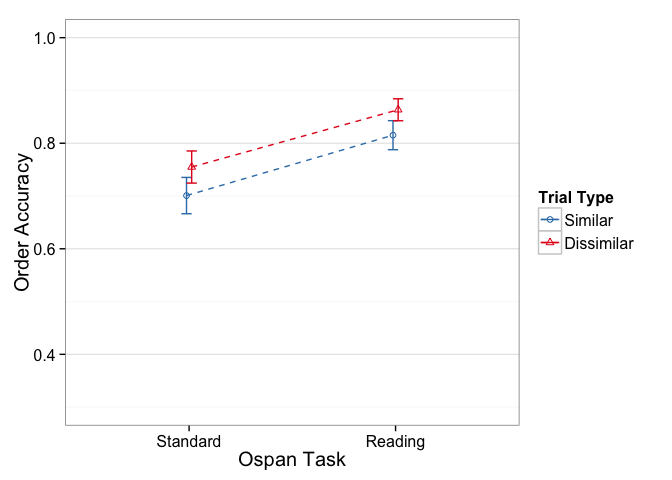 1.0
0.8
0.6
0.4
Order Accuracy
Standard
Reading
Ospan Task
Trial Type
Similar
Dissimilar